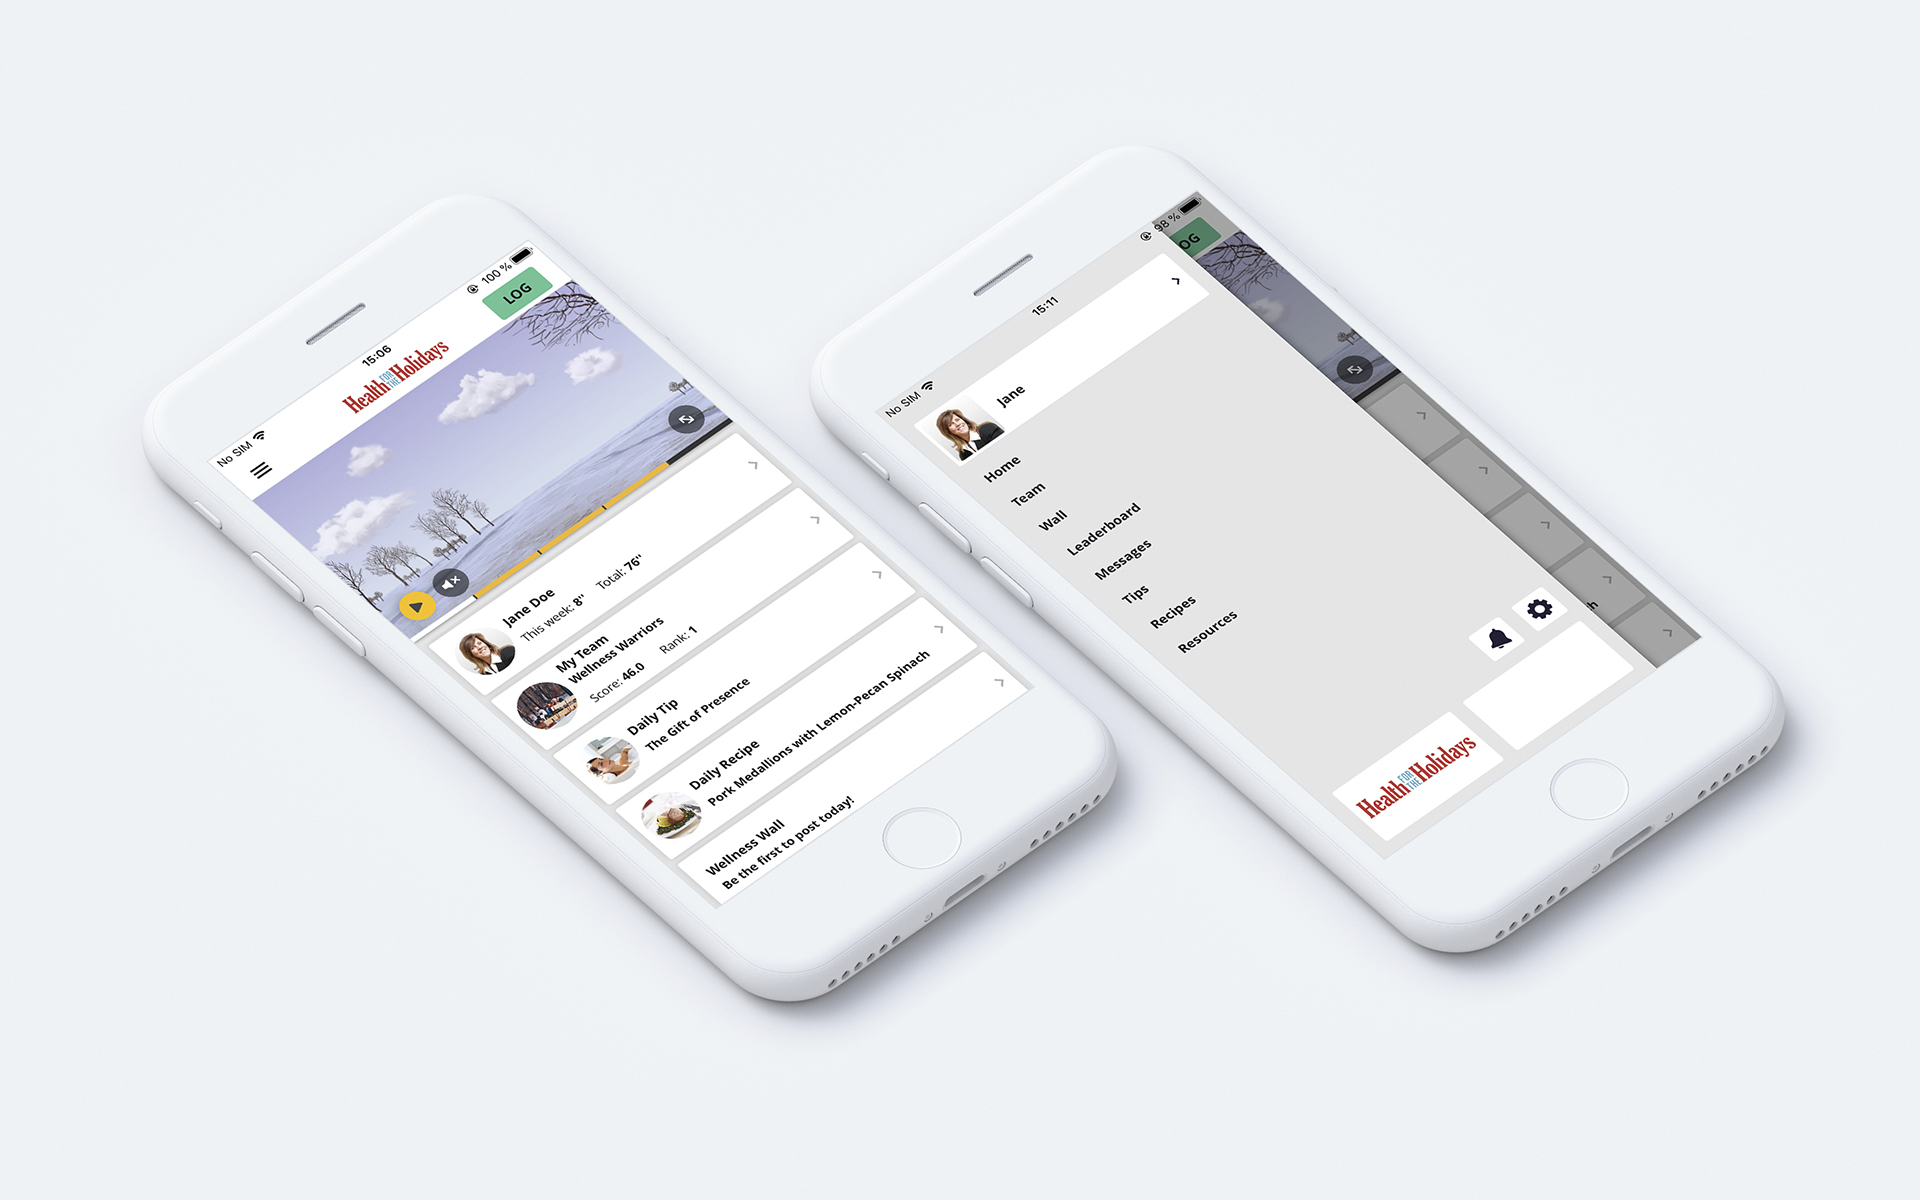 No SIM
15:06
100 %
Health FOR THE Holidays
LOG
Jane Doe
This week: 8" Total: 76"
My Team
Wellness Warriors
Score: 46.0 Rank: 1
Daily Tip
The Gift of Presence
Daily Recipe
Pork Medallions with Lemon-Pecan Spinach
Wellness Wall
Be the first to post today!
No SIM
15:11
98 %
OG
Jane
Home
Team
Wall
Leaderboard
Messages
Tips
Recipes
Resources
h
Health FOR THE Holidays